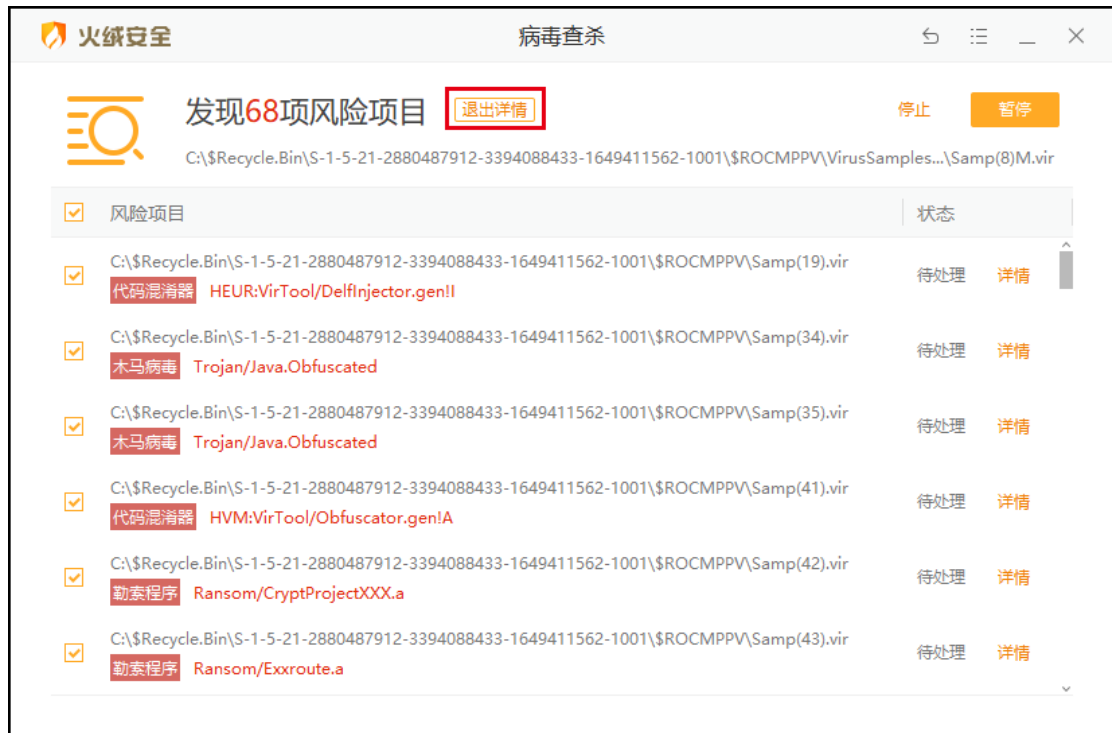 火绒安全
病毒查杀
发现68项风险项目 退出详情 停止 暂停
C:\$Recycle.Bin\S-1-5-21-2880487912-3394088433-1649411562-1001\$ROCMPPV\VirusSamples...\Samp(8)M.vir
风险项目 状态
C:\$Recycle.Bin\S-1-5-21-2880487912-3394088433-1649411562-1001\$ROCMPPV\Samp(19).vir
代码混淆器 HEUR:VirTool/DelfInjector.gen!I
待处理 详情
C:\$Recycle.Bin\S-1-5-21-2880487912-3394088433-1649411562-1001\$ROCMPPV\Samp(34).vir
木马病毒 Trojan/Java.Obfuscated
待处理 详情
C:\$Recycle.Bin\S-1-5-21-2880487912-3394088433-1649411562-1001\$ROCMPPV\Samp(35).vir
木马病毒 Trojan/Java.Obfuscated
待处理 详情
C:\$Recycle.Bin\S-1-5-21-2880487912-3394088433-1649411562-1001\$ROCMPPV\Samp(41).vir
代码混淆器 HVM:VirTool/Obfuscator.gen!A
待处理 详情
C:\$Recycle.Bin\S-1-5-21-2880487912-3394088433-1649411562-1001\$ROCMPPV\Samp(42).vir
勒索程序 Ransom/CryptProjectXXX.a
待处理 详情
C:\$Recycle.Bin\S-1-5-21-2880487912-3394088433-1649411562-1001\$ROCMPPV\Samp(43).vir
勒索程序 Ransom/Exxroute.a
待处理 详情